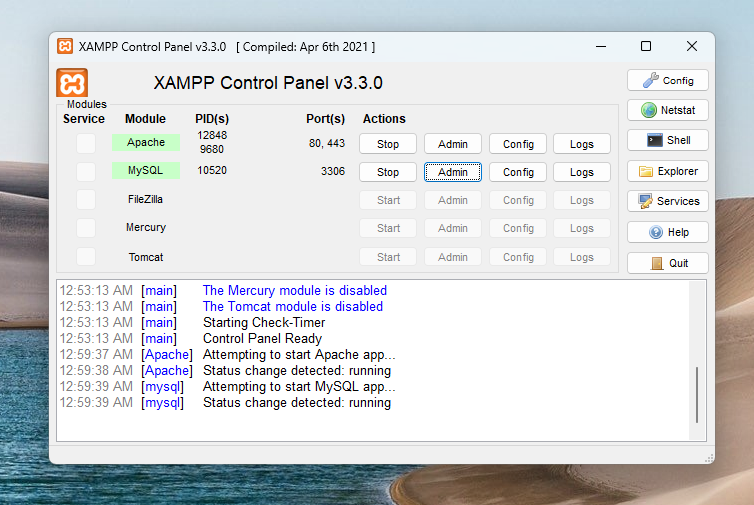 XAMPP Control Panel v3.3.0 [ Compiled: Apr 6th 2021 ]
XAMPP Control Panel v3.3.0
Config
Modules
Service Module PID(s) Port(s) Actions
Netstat
Apache 12848 9680 80, 443 Stop Admin Config Logs
Shell
MySQL 10520 3306 Stop Admin Config Logs
Explorer
FileZilla Start Admin Config Logs
Services
Mercury Start Admin Config Logs
Help
Tomcat Start Admin Config Logs
Quit
12:53:13 AM [main] The Mercury module is disabled
12:53:13 AM [main] The Tomcat module is disabled
12:53:13 AM [main] Starting Check-Timer
12:53:13 AM [main] Control Panel Ready
12:59:37 AM [Apache] Attempting to start Apache app...
12:59:38 AM [Apache] Status change detected: running
12:59:39 AM [mysql] Attempting to start MySQL app...
12:59:39 AM [mysql] Status change detected: running